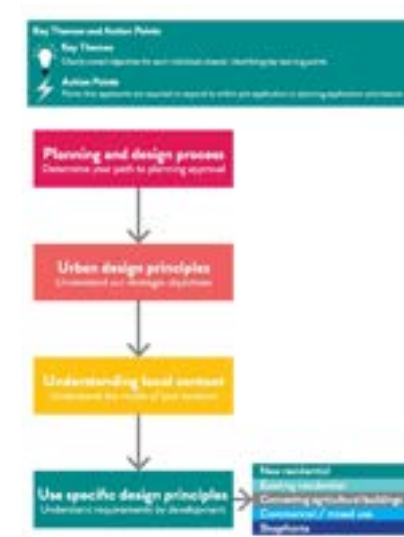 Key Themes and Action Points
Key Themes
Action Points
Planning and design process
Determine your path to planning approval
Urban design principles
Understand our strategic objectives
Understanding local context
Understand the
Use specific design principles
Understand requirements by development
New residential
Existing residential
Converting agricultural buildings
Commercial / mixed use
Shopfronts